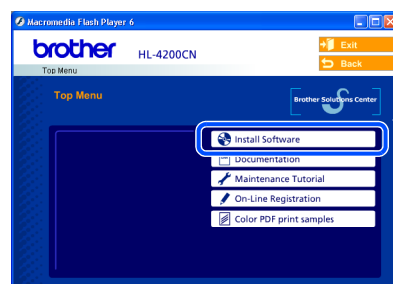 Macromedia Flash Player 6
brother
HL-4200CN
Exit
Back
Top Menu
Top Menu
Brother Solutions Center
Install Software
Documentation
Maintenance Tutorial
On-Line Registration
Color PDF print samples